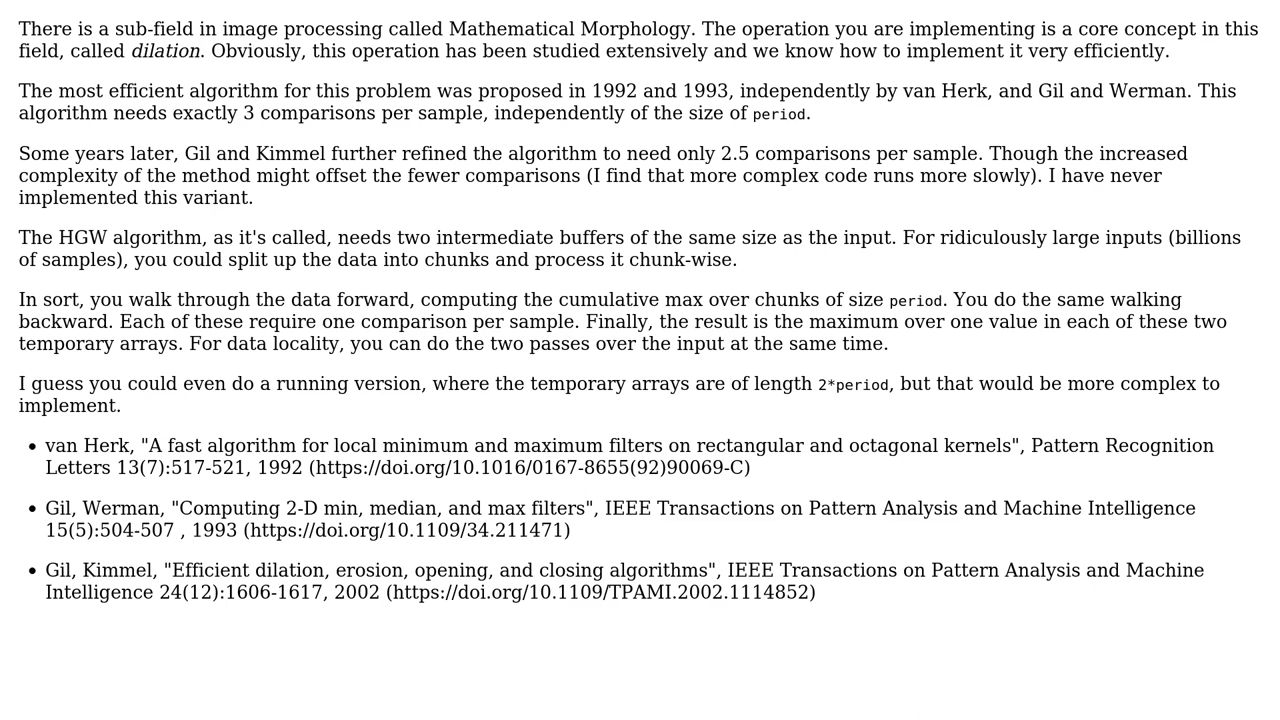 There is a sub-field in image processing called Mathematical Morphology. The operation you are implementing is a core concept in this
field, called dilation. Obviously, this operation has been studied extensively and we know how to implement it very efficiently.
The most efficient algorithm for this problem was proposed in 1992 and 1993, independently by van Herk, and Gil and Werman. This
algorithm needs exactly 3 comparisons per sample, independently of the size of period.
Some years later, Gil and Kimmel further refined the algorithm to need only 2.5 comparisons per sample. Though the increased
complexity of the method might offset the fewer comparisons (I find that more complex code runs more slowly). I have never
implemented this variant.
The HGW algorithm, as it's called, needs two intermediate buffers of the same size as the input. For ridiculously large inputs (billions
of samples), you could split up the data into chunks and process it chunk-wise.
In sort, you walk through the data forward, computing the cumulative max over chunks of size period. You do the same walking
backward. Each of these require one comparison per sample. Finally, the result is the maximum over one value in each of these two
temporary arrays. For data locality, you can do the two passes over the input at the same time.
I guess you could even do a running version, where the temporary arrays are of length 2*period, but that would be more complex to
implement.
• van Herk, "A fast algorithm for local minimum and maximum filters on rectangular and octagonal kernels", Pattern Recognition
Letters 13(7):517-521, 1992 (https://doi.org/10.1016/0167-8655(92)90069-C)
• Gil, Werman, "Computing 2-D min, median, and max filters", IEEE Transactions on Pattern Analysis and Machine Intelligence
15(5):504-507 , 1993 (https://doi.org/10.1109/34.211471)
• Gil, Kimmel, "Efficient dilation, erosion, opening, and closing algorithms", IEEE Transactions on Pattern Analysis and Machine
Intelligence 24(12):1606-1617, 2002 (https://doi.org/10.1109/TPAMI.2002.1114852)